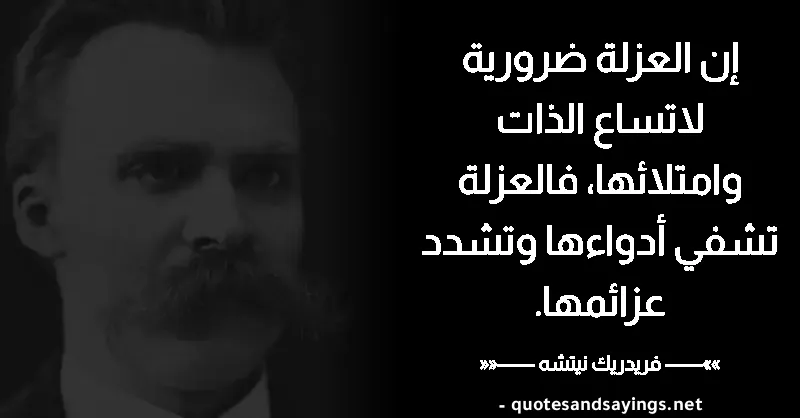 إن العزلة ضرورية
لاتساع الذات
وامتلائها، فالعزلة
تشفي أدواءها وتشدد
عزائمها.
»»—— فريدريك نيتشه ——««
- quotesandsayings.net